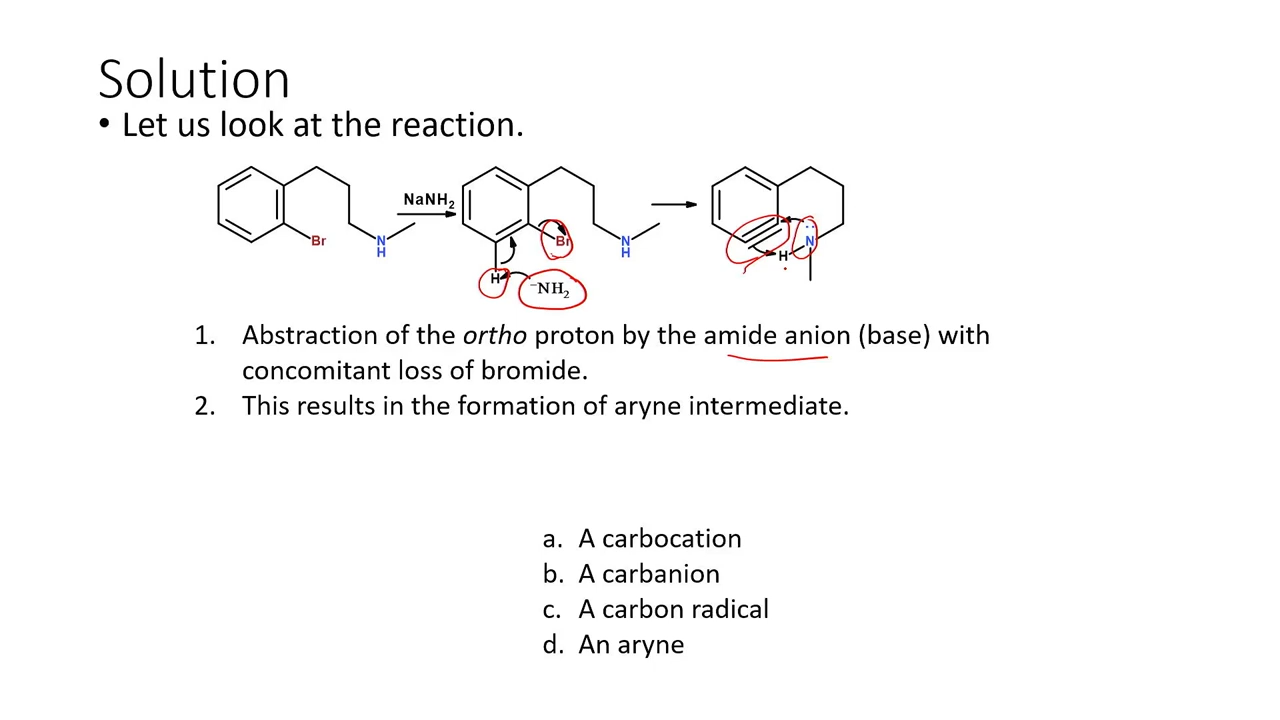 Solution
• Let us look at the reaction.
NaNH2
Br
N
H
Br
N
H
H
−NH2
N
H
1. Abstraction of the ortho proton by the amide anion (base) with
concomitant loss of bromide.
2. This results in the formation of aryne intermediate.
a. A carbocation
b. A carbanion
c. A carbon radical
d. An aryne